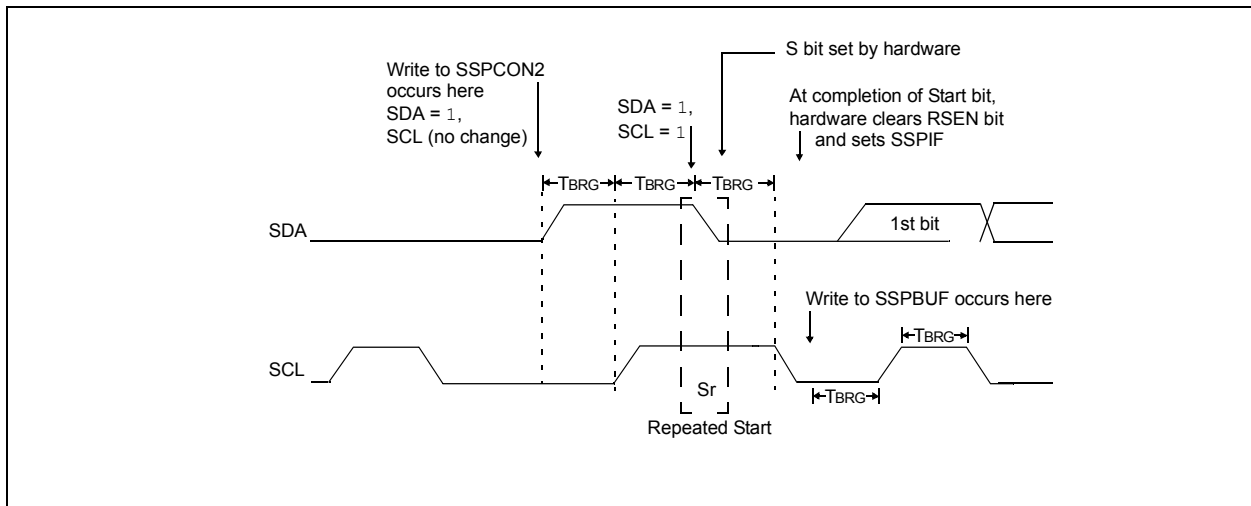 S bit set by hardware
Write to SSPCON2
occurs here
SDA = 1,
SCL (no change)
SDA = 1,
SCL = 1
At completion of Start bit,
hardware clears RSEN bit
and sets SSPIF
TBRG TBRG TBRG
SDA
1st bit
Write to SSPBUF occurs here
TBRG
SCL
Sr
TBRG
Repeated Start